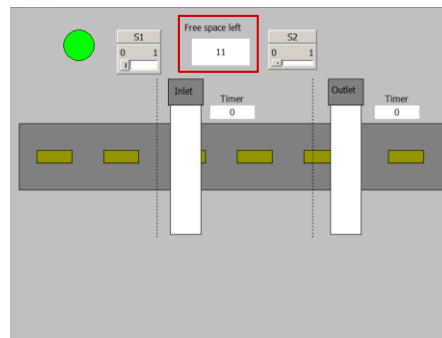 Free space left
11
S1
0 1
S2
0 1
Inlet
Timer
0
Outlet
Timer
0